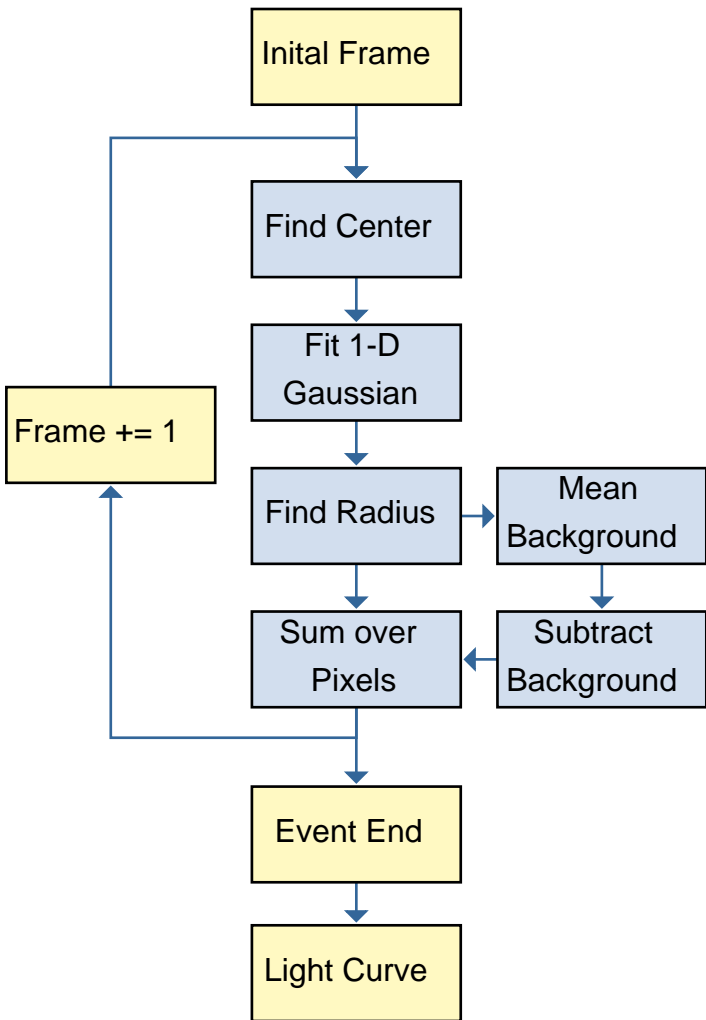 Inital Frame
Find Center
Fit 1-D
Gaussian
Frame += 1
Find Radius
Mean
Background
Sum over
Pixels
Subtract
Background
Event End
Light Curve